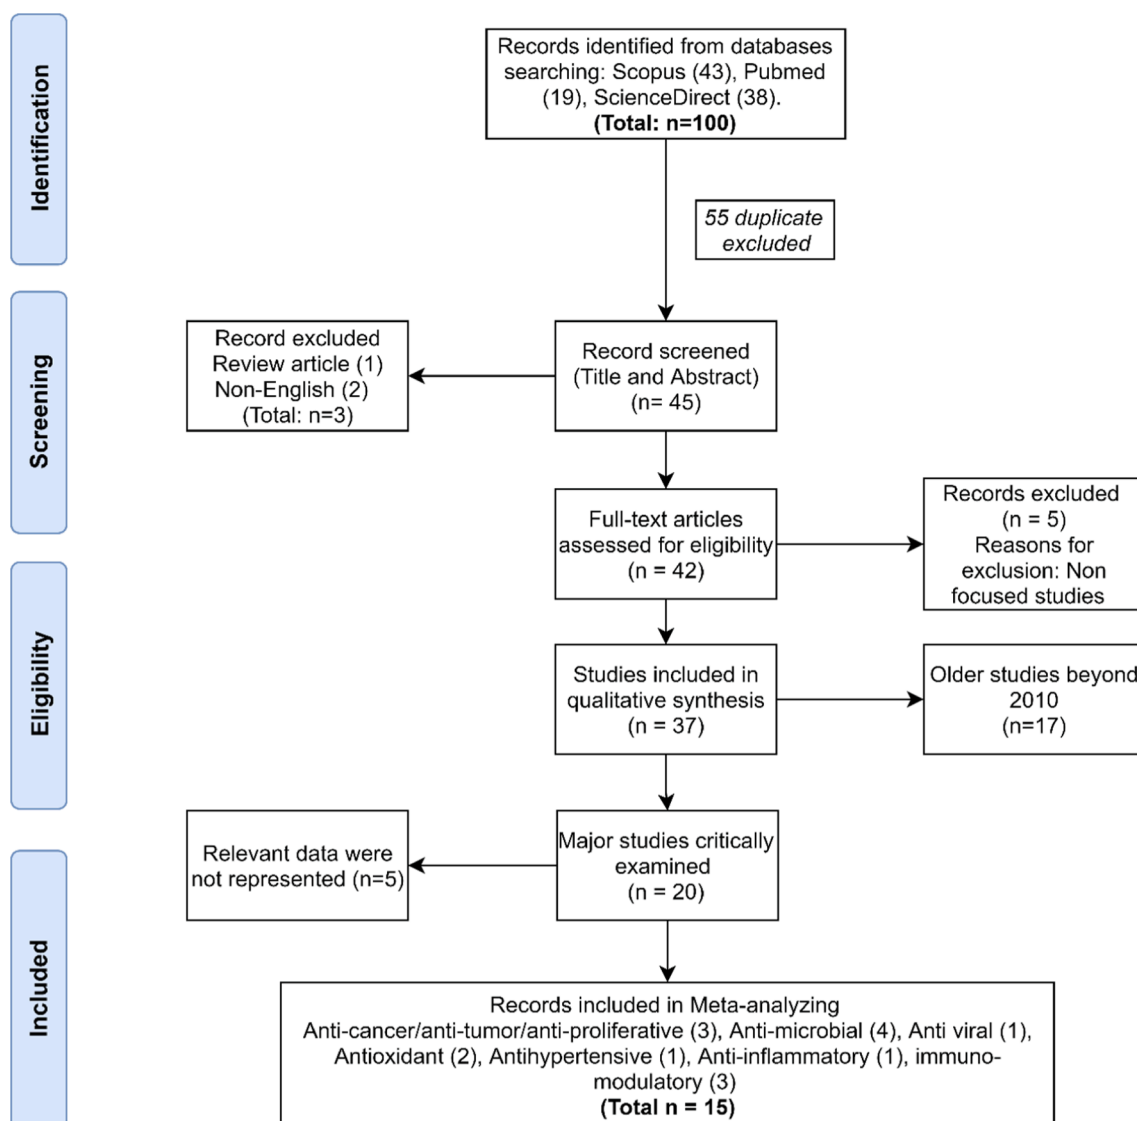 Identification
Records identified from databases
searching: Scopus (43), Pubmed
(19), ScienceDirect (38).
(Total: n=100)
55 duplicate
excluded
Screening
Record excluded
Review article (1)
Non-English (2)
(Total: n=3)
Record screened
(Title and Abstract)
(n= 45)
Full-text articles
assessed for eligibility
(n = 42)
Records excluded
(n = 5)
Reasons for
exclusion: Non
focused studies
Eligibility
Studies included in
qualitative synthesis
(n = 37)
Older studies beyond
2010
(n=17)
Relevant data were
not represented (n=5)
Major studies critically
examined
(n = 20)
Included
Records included in Meta-analyzing
Anti-cancer/anti-tumor/anti-proliferative (3), Anti-microbial (4), Anti viral (1),
Antioxidant (2), Antihypertensive (1), Anti-inflammatory (1), immuno-
modulatory (3)
(Total n = 15)